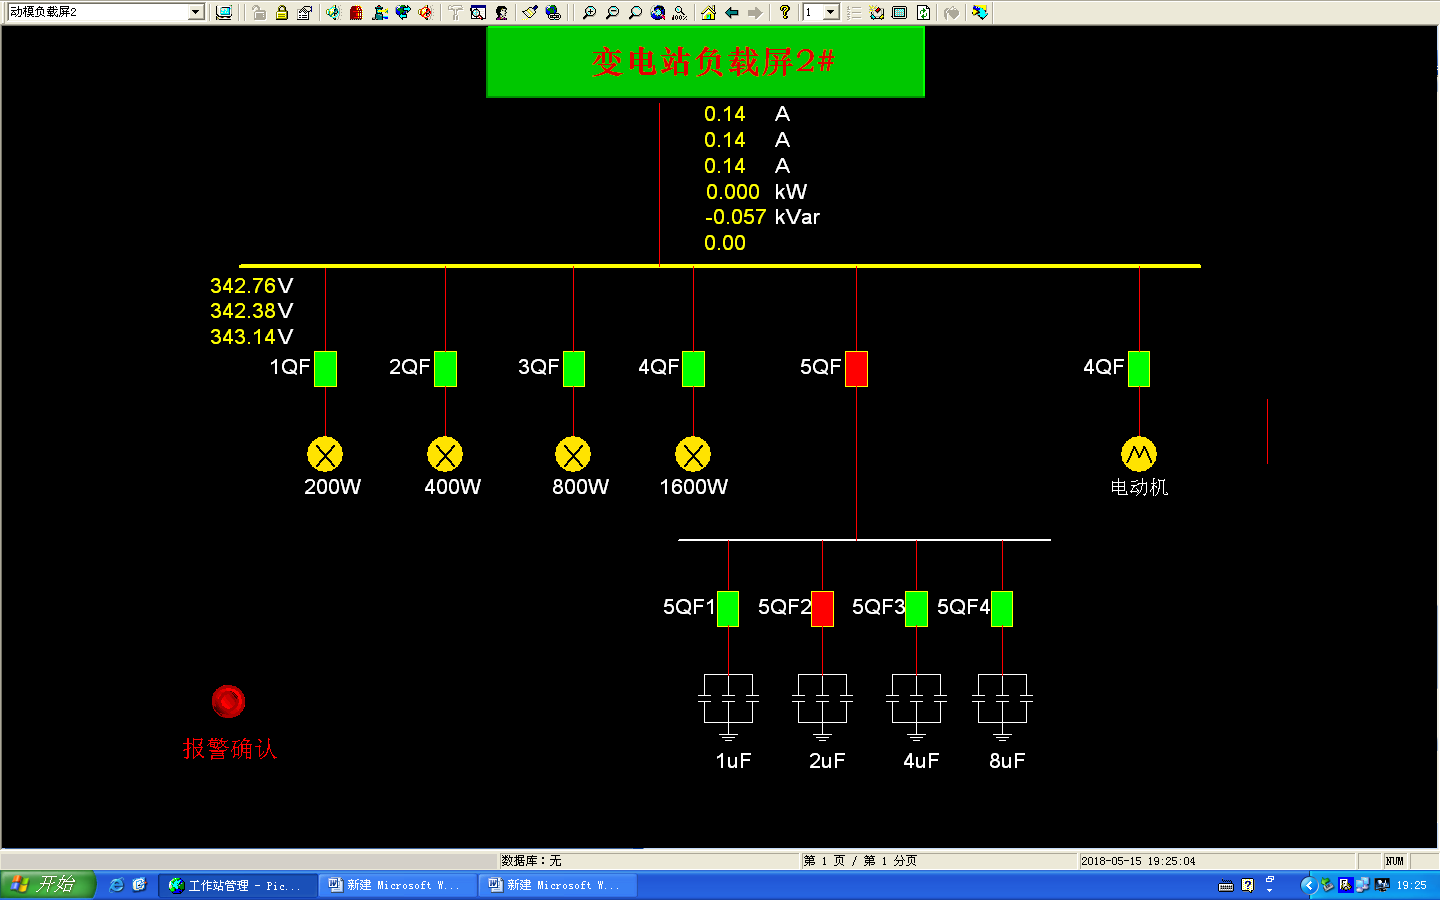 动模负载屏2
100%
1
变电站负载屏2#
0.14 A
0.14 A
0.14 A
0.000 kW
-0.057 kVar
0.00
342.76V
342.38V
343.14V
1QF 2QF 3QF 4QF 5QF 4QF
200W 400W 800W 1600W 电动机
5QF1 5QF2 5QF3 5QF4
1uF 2uF 4uF 8uF
报警确认
数据库：无 第 1 页 / 第 1 分页 2018-05-15 19:25:04 NUM
开始 工作站管理 - Pic... 新建 Microsoft W... 新建 Microsoft W... 19:25